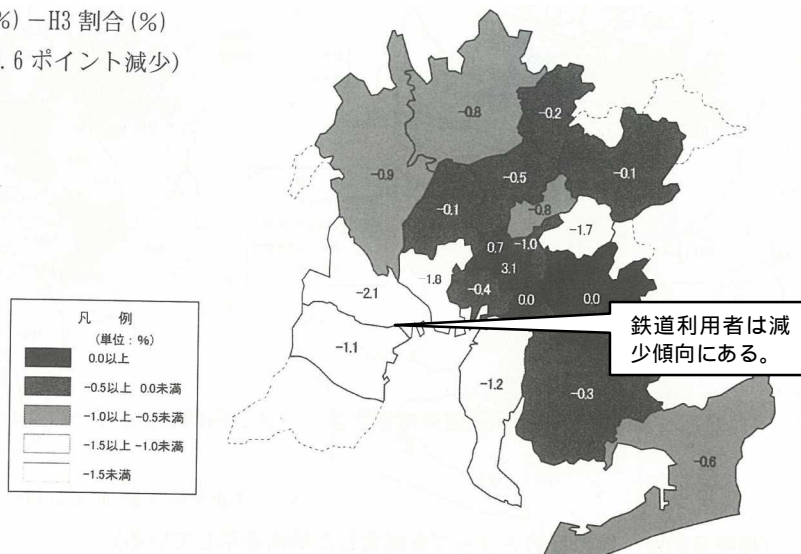 %) －H3 割合(%)
.6 ポイント減少)
-0.8
-0.2
-0.9
-0.5
-0.1
-0.1
-0.8
-1.7
0.7
-1.0
-1.8
3.1
-2.1
-0.4
0.0
0.0
-1.1
-1.2
-0.3
-0.6
鉄道利用者は減
少傾向にある。
凡 例
(単位：%)
0.0以上
-0.5以上 0.0未満
-1.0以上 -0.5未満
-1.5以上 -1.0未満
-1.5未満